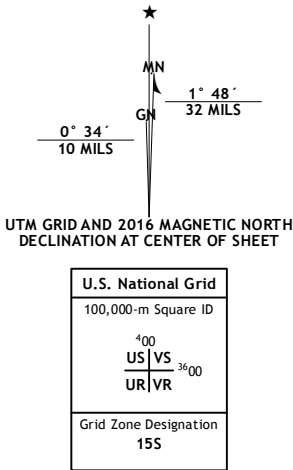 ★
MN
1° 48´
32 MILS
GN
0° 34´
10 MILS
UTM GRID AND 2016 MAGNETIC NORTH
DECLINATION AT CENTER OF SHEET
U.S. National Grid
100,000-m Square ID
⁴00
US VS
³⁶00
UR VR
Grid Zone Designation
15S